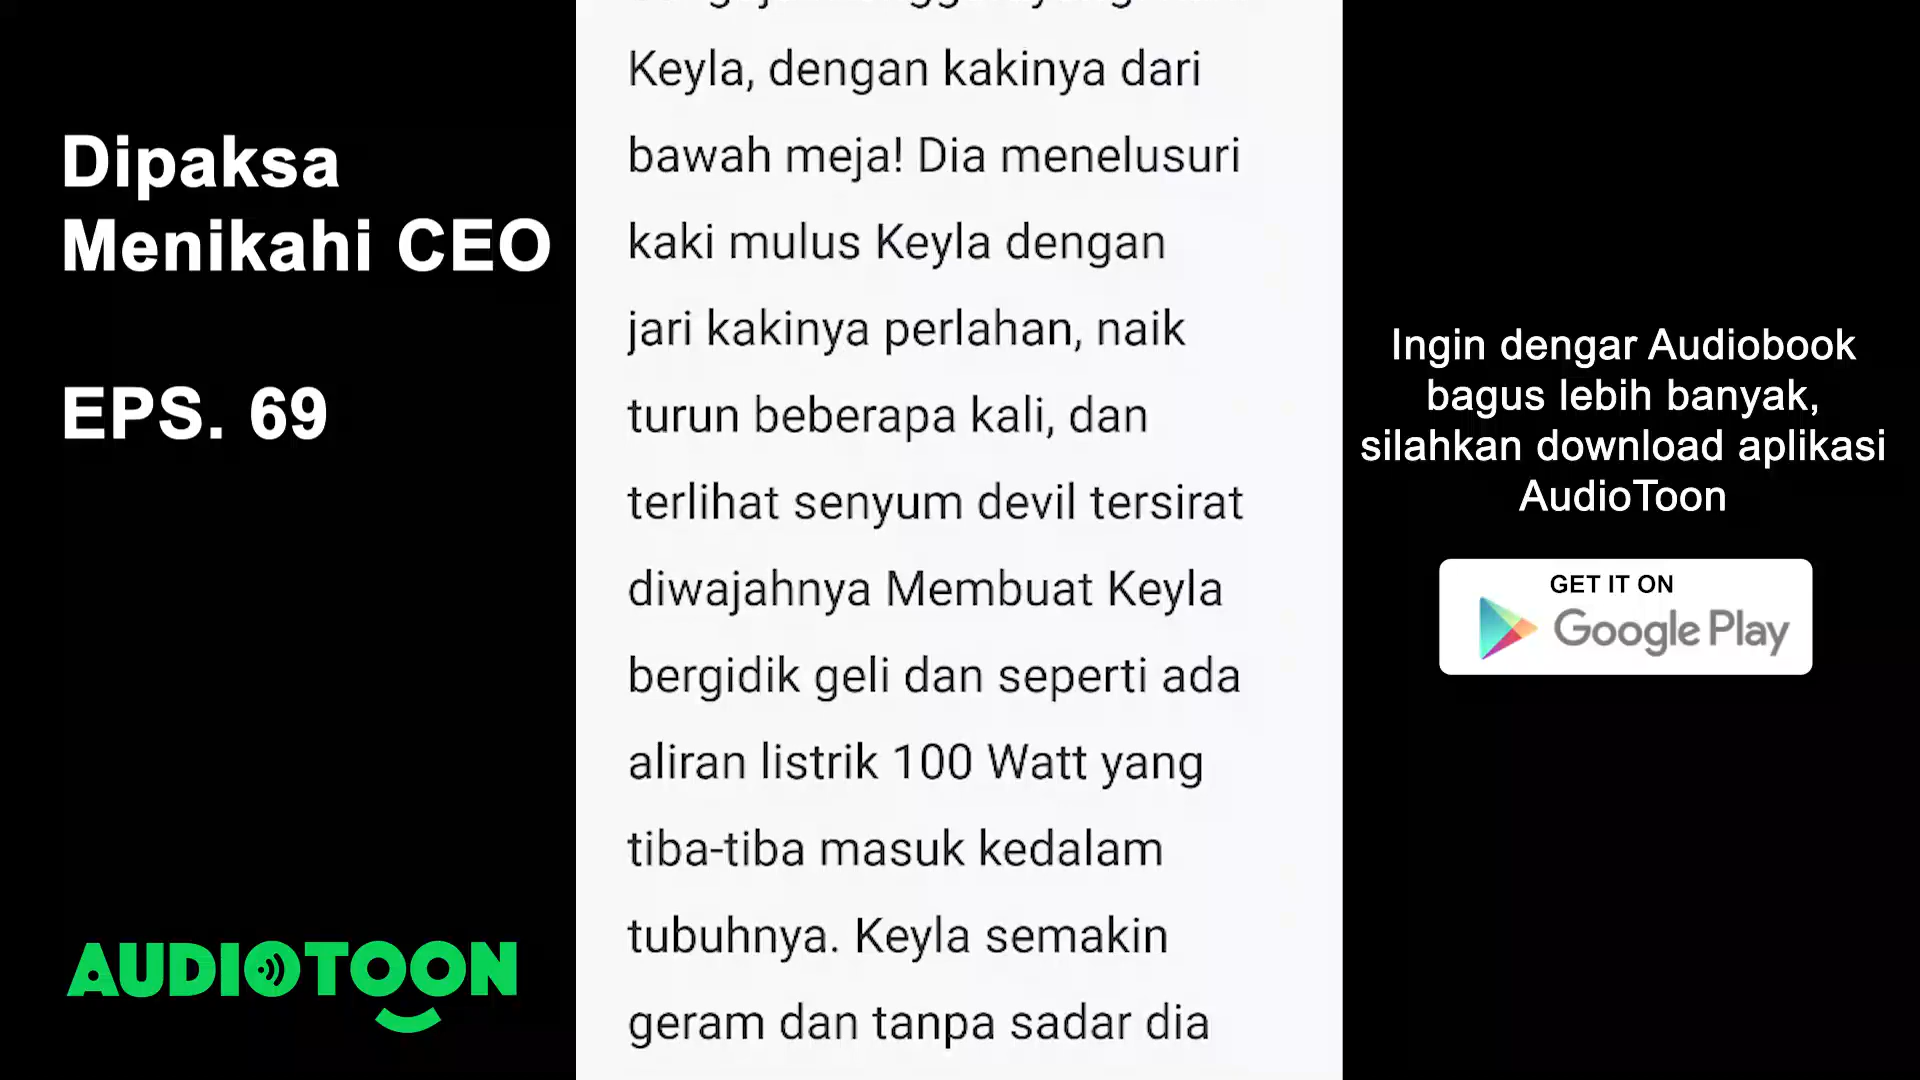 Dipaksa
Menikahi CEO
EPS. 69
AUDIOTOON
Keyla, dengan kakinya dari
bawah meja! Dia menelusuri
kaki mulus Keyla dengan
jari kakinya perlahan, naik
turun beberapa kali, dan
terlihat senyum devil tersirat
diwajahnya Membuat Keyla
bergidik geli dan seperti ada
aliran listrik 100 Watt yang
tiba-tiba masuk kedalam
tubuhnya. Keyla semakin
geram dan tanpa sadar dia
Ingin dengar Audiobook
bagus lebih banyak,
silahkan download aplikasi
AudioToon
GET IT ON
Google Play